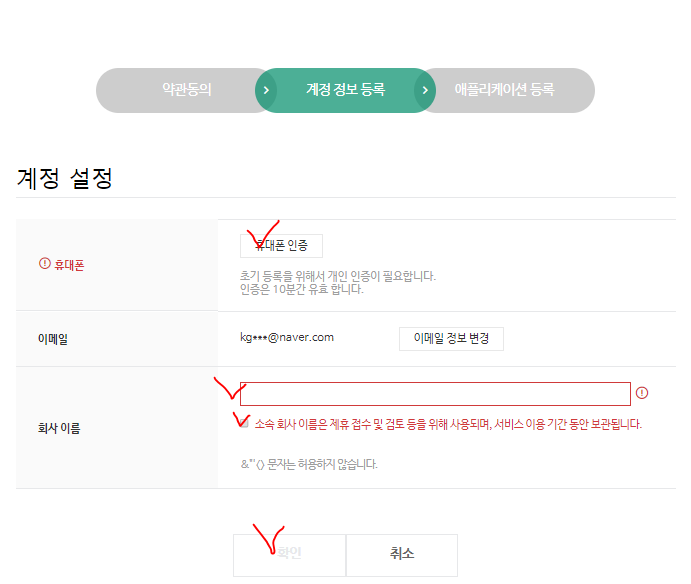 약관동의 > 계정 정보 등록 > 애플리케이션 등록
계정 설정
휴대폰
휴대폰 인증
초기 등록을 위해서 개인 인증이 필요합니다.
인증은 10분간 유효 합니다.
이메일
kg***@naver.com
이메일 정보 변경
회사 이름
소속 회사 이름은 제휴 접수 및 검토 등을 위해 사용되며, 서비스 이용 기간 동안 보관됩니다.
&"'<>() 문자는 허용하지 않습니다.
확인
취소